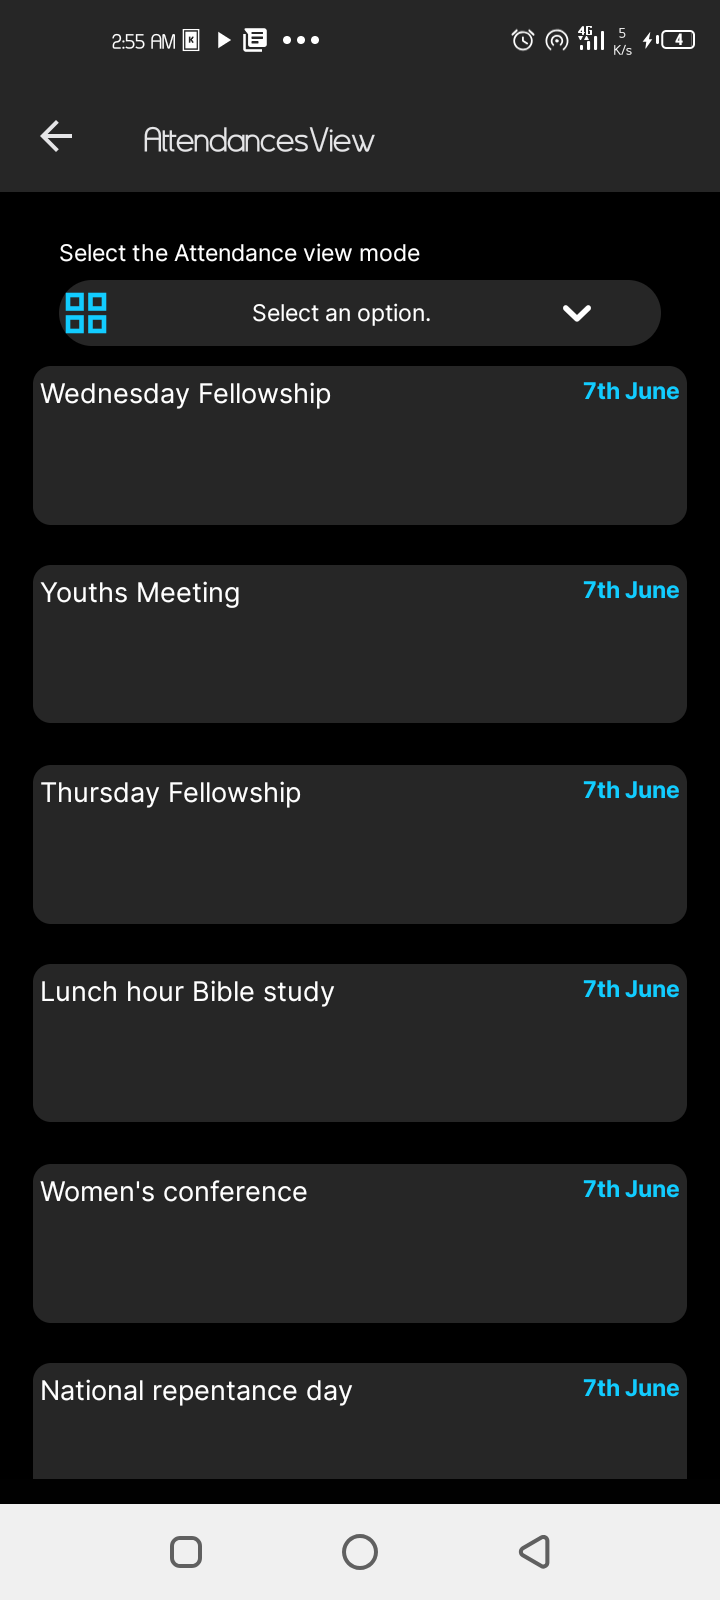 2:55 AM K 4G 5 K/s 4
AttendancesView
Select the Attendance view mode
Select an option.
Wednesday Fellowship 7th June
Youths Meeting 7th June
Thursday Fellowship 7th June
Lunch hour Bible study 7th June
Women's conference 7th June
National repentance day 7th June